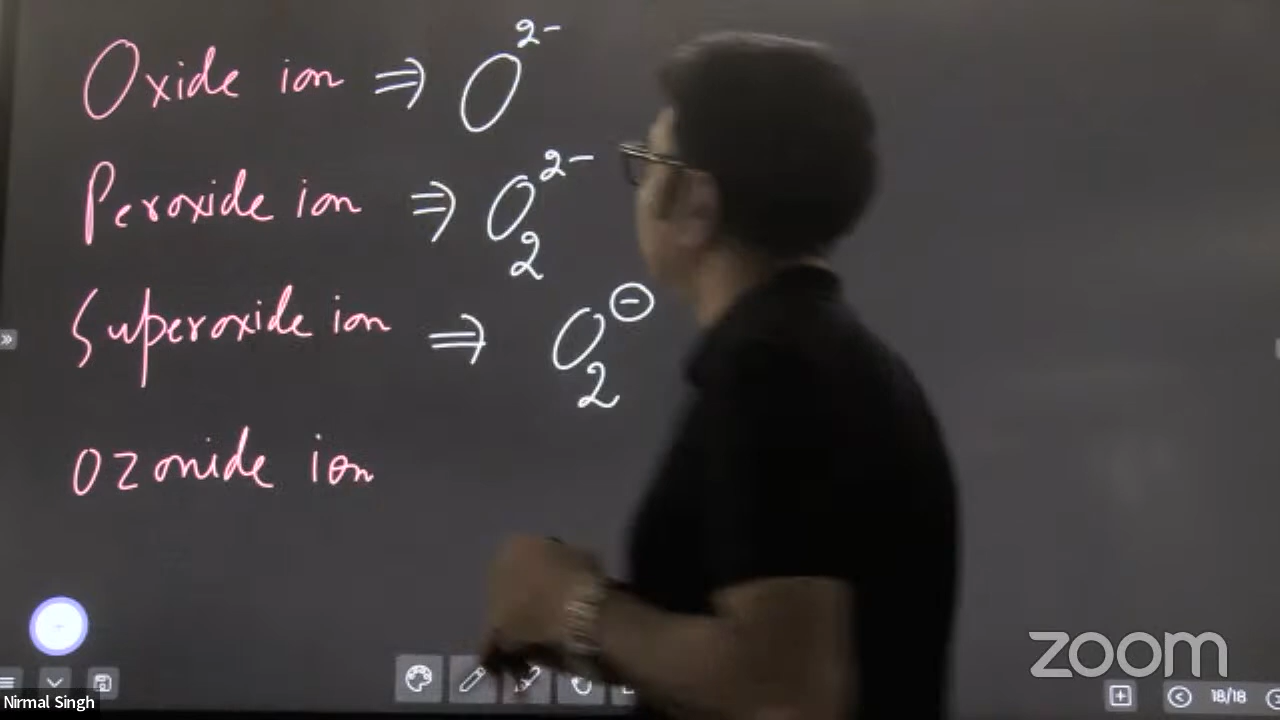 Oxide ion ⇒ O²⁻
Peroxide ion ⇒ O₂²⁻
Superoxide ion ⇒ O₂⊖
Ozonide ion
zoom
Nirmal Singh
18/18